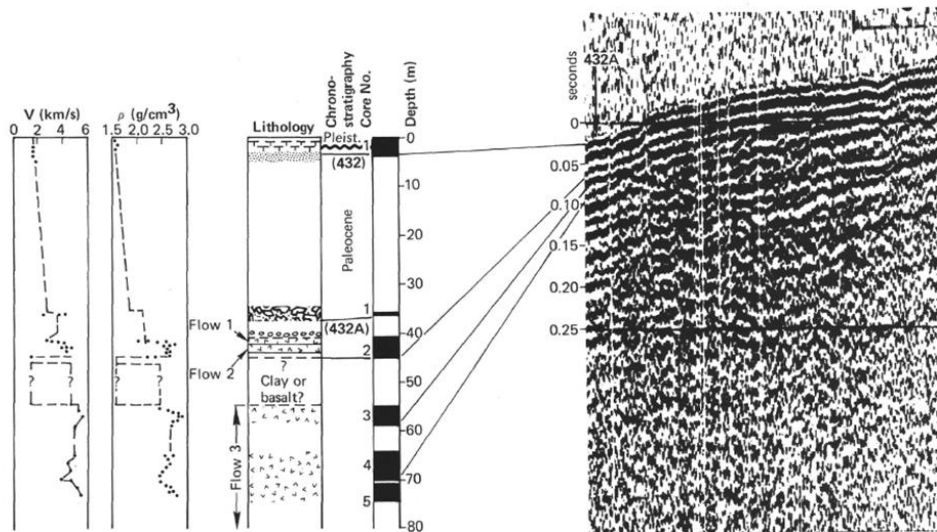 V (km/s)
0 2 4 6
ρ (g/cm³)
1.5 2.0 2.5 3.0
? ?
? ?
Flow 1
Flow 2
Flow 3
Lithology
?
Clay or
basalt?
Chrono-
stratigraphy
Pleist.
(432)
Paleocene
(432A)
Core No.
1
1
2
3
4
5
Depth (m)
0
10
20
30
40
50
60
70
80
seconds
432A
0
0.05
0.10
0.15
0.20
0.25